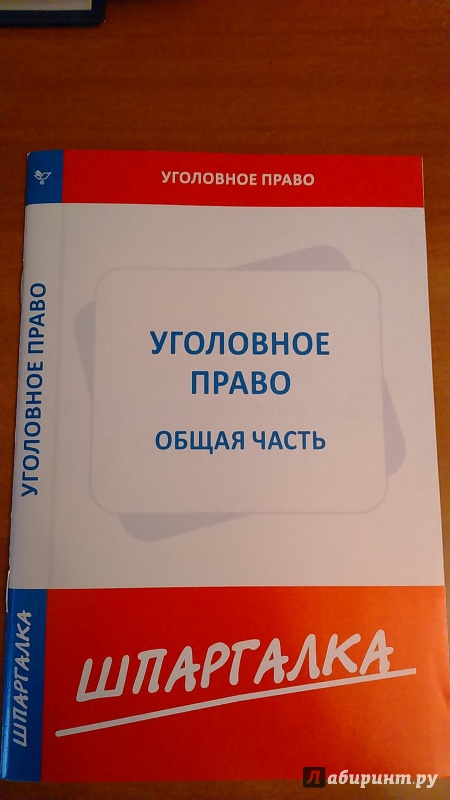 УГОЛОВНОЕ ПРАВО
УГОЛОВНОЕ
ПРАВО
ОБЩАЯ ЧАСТЬ
ШПАРГАЛКА
УГОЛОВНОЕ ПРАВО
ШПАРГАЛКА
Лабиринт.ру